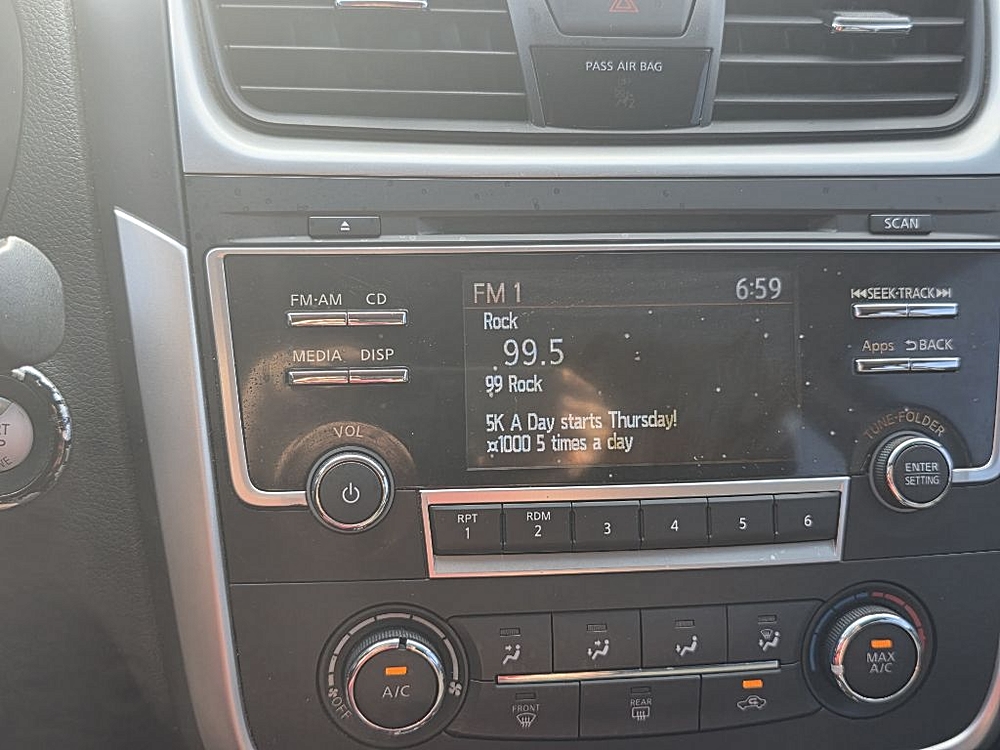 PASS AIR BAG
SCAN
FM·AM CD
MEDIA DISP
VOL
FM 1 6:59
Rock
99.5
99 Rock
5K A Day starts Thursday!
¤1000 5 times a day
SEEK·TRACK
Apps BACK
TUNE·FOLDER
ENTER
SETTING
RPT
1
RDM
2
3
4
5
6
OFF
A/C
FRONT
REAR
MAX
A/C